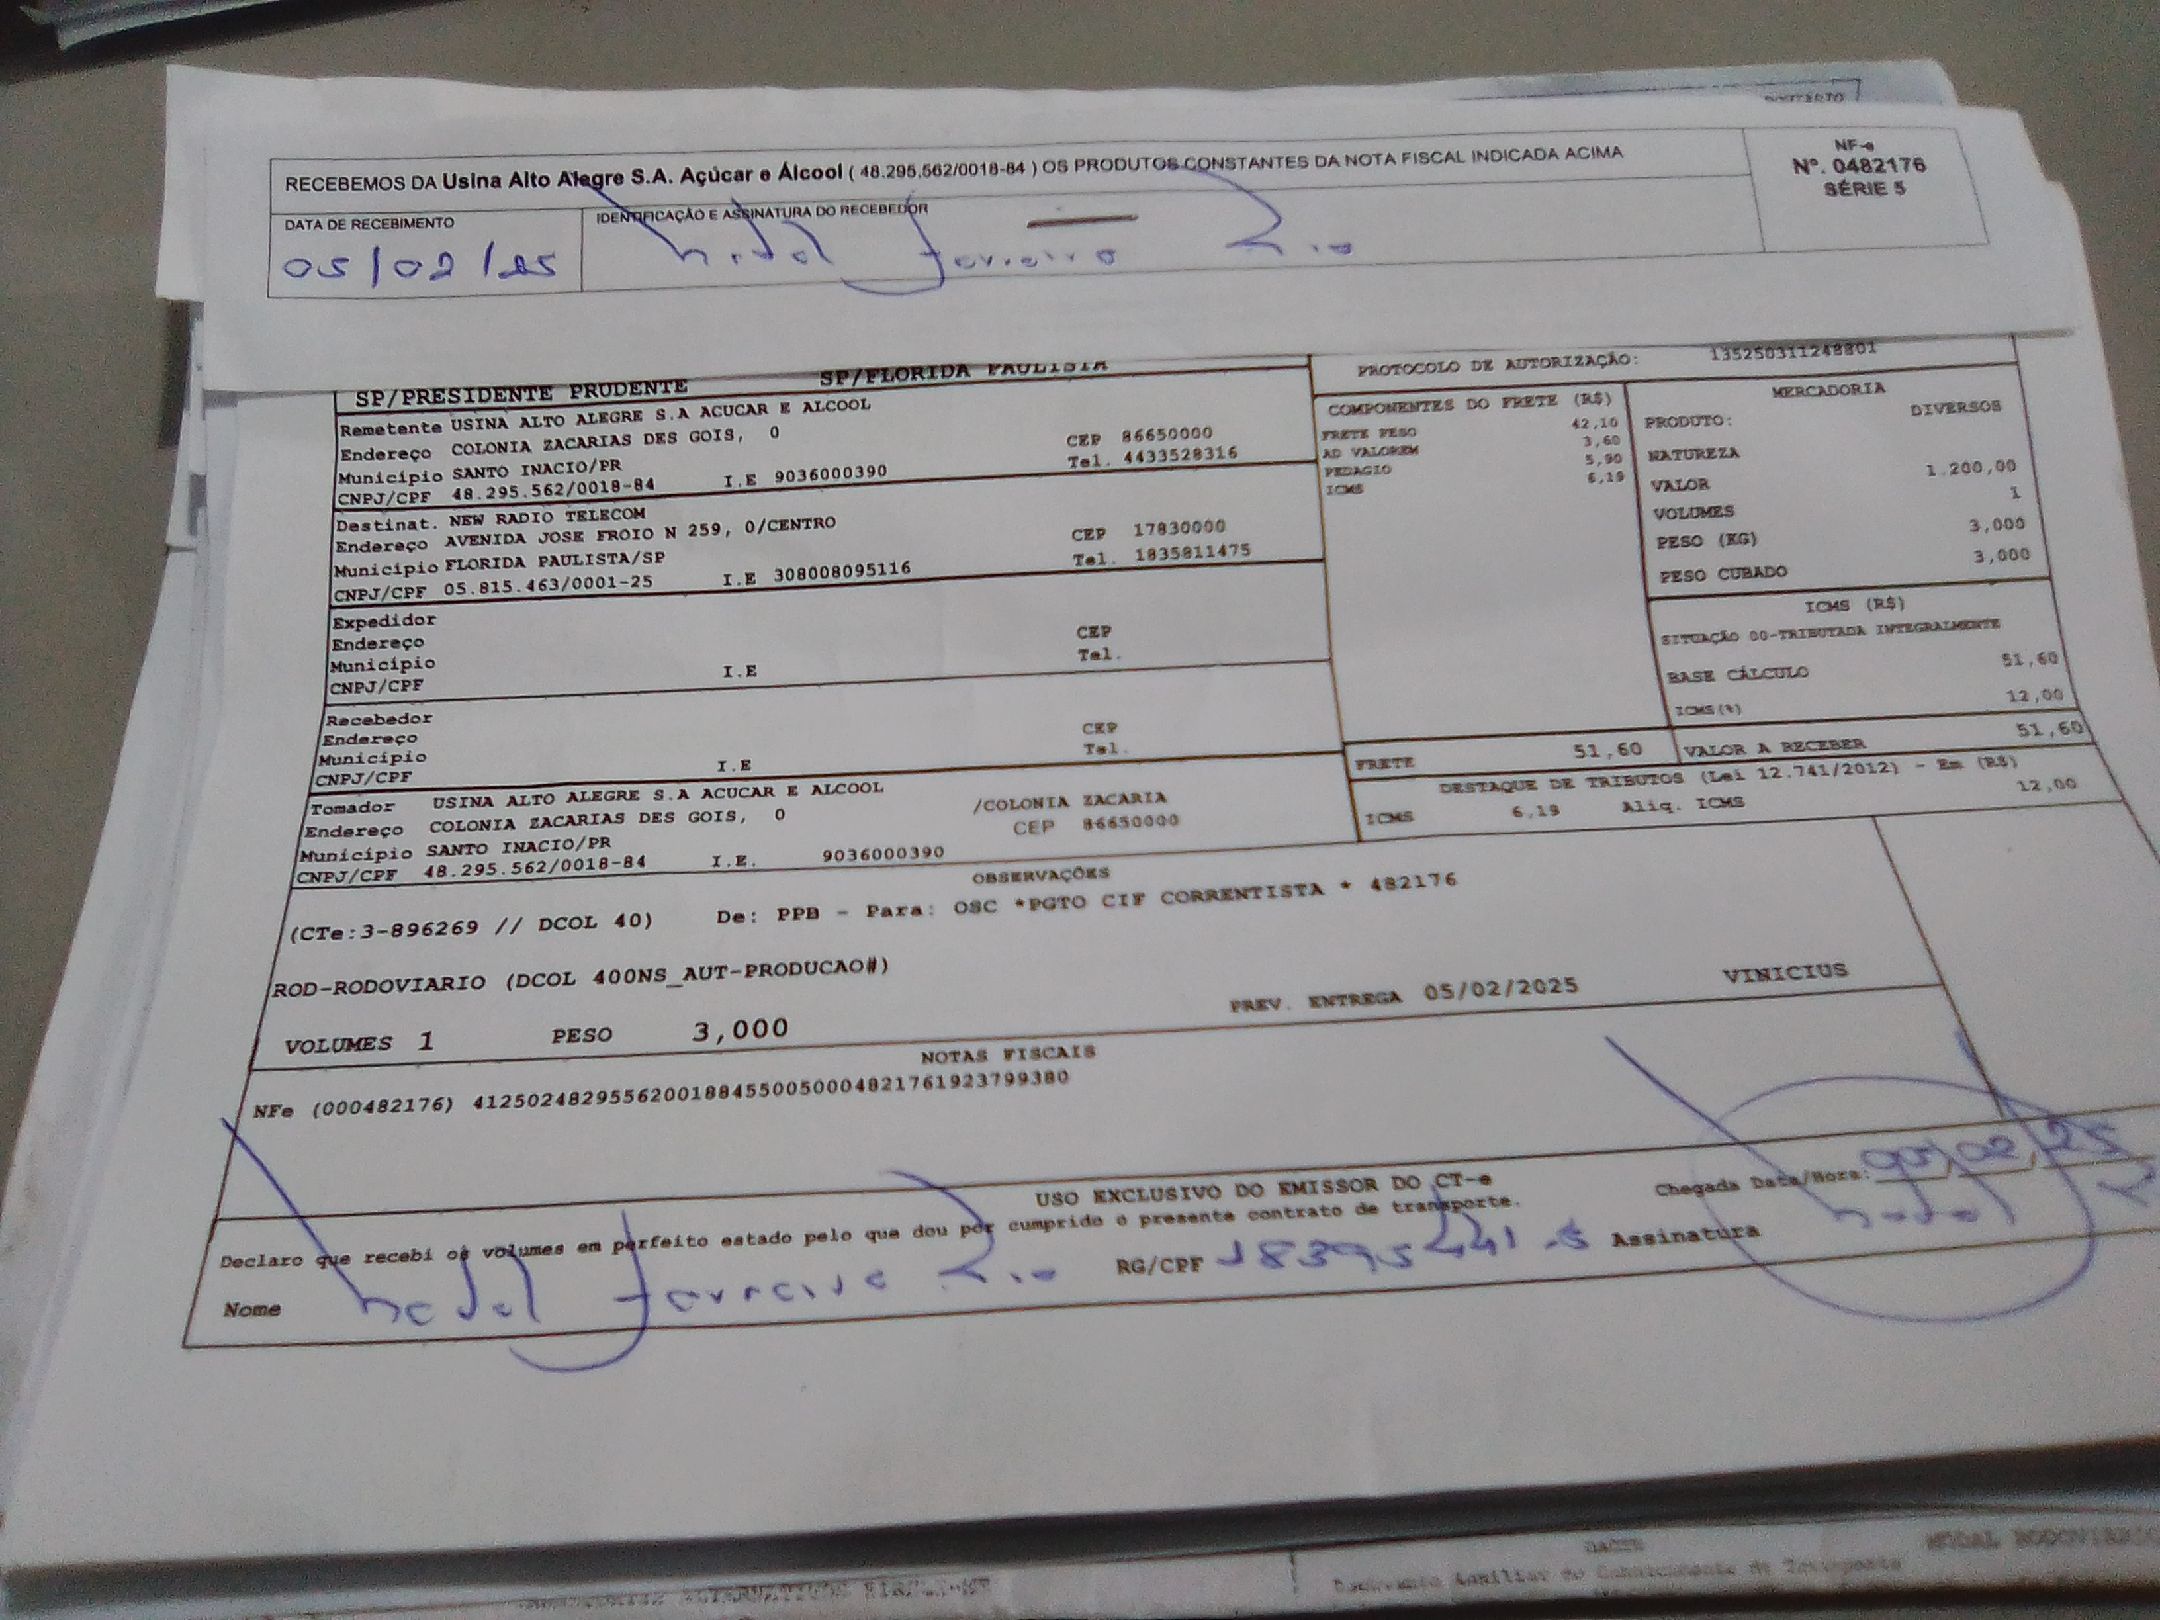 RECEBEMOS DA Usina Alto Alegre S.A. Açúcar e Álcool ( 48.295.562/0018-84 ) OS PRODUTOS CONSTANTES DA NOTA FISCAL INDICADA ACIMA
NF-e
Nº. 0482176
SÉRIE 5
DATA DE RECEBIMENTO
05/02/25
IDENTIFICAÇÃO E ASSINATURA DO RECEBEDOR
SP/PRESIDENTE PRUDENTE SP/FLORIDA PAULISTA
Remetente USINA ALTO ALEGRE S.A ACUCAR E ALCOOL
Endereço COLONIA ZACARIAS DES GOIS, 0 CEP 86650000
Município SANTO INACIO/PR Tel. 4433528316
CNPJ/CPF 48.295.562/0018-84 I.E 9036000390
Destinat. NEW RADIO TELECOM
Endereço AVENIDA JOSE FROIO N 259, 0/CENTRO CEP 17830000
Município FLORIDA PAULISTA/SP Tel. 1835811475
CNPJ/CPF 05.815.463/0001-25 I.E 308008095116
Expedidor
Endereço CEP
Município Tel.
CNPJ/CPF I.E
Recebedor
Endereço CEP
Município Tel.
CNPJ/CPF I.E
Tomador USINA ALTO ALEGRE S.A ACUCAR E ALCOOL
Endereço COLONIA ZACARIAS DES GOIS, 0 /COLONIA ZACARIA
Município SANTO INACIO/PR CEP 86650000
CNPJ/CPF 48.295.562/0018-84 I.E. 9036000390
PROTOCOLO DE AUTORIZAÇÃO: 135250311248801
COMPONENTES DO FRETE (R$)
FRETE PESO 42,10
AD VALOREM 3,60
PEDAGIO 5,90
ICMS 6,19
MERCADORIA
PRODUTO: DIVERSOS
NATUREZA
VALOR 1.200,00
VOLUMES 1
PESO (KG) 3,000
PESO CUBADO 3,000
ICMS (R$)
SITUAÇÃO 00-TRIBUTADA INTEGRALMENTE
BASE CÁLCULO 51,60
ICMS(%) 12,00
FRETE 51,60 VALOR A RECEBER 51,60
DESTAQUE DE TRIBUTOS (Lei 12.741/2012) - Em (R$)
ICMS 6,19 Aliq. ICMS 12,00
OBSERVAÇÕES
(CTe:3-896269 // DCOL 40) De: PPB - Para: OSC *PGTO CIF CORRENTISTA * 482176
ROD-RODOVIARIO (DCOL 400NS_AUT-PRODUCAO#)
VOLUMES 1 PESO 3,000 PREV. ENTREGA 05/02/2025 VINICIUS
NOTAS FISCAIS
NFe (000482176) 41250248295562001884550050004821761923799380
USO EXCLUSIVO DO EMISSOR DO CT-e
Declaro que recebi os volumes em perfeito estado pelo que dou por cumprido o presente contrato de transporte.
Chegada Data/Hora: 05/02/25
Nome RG/CPF Assinatura
MODAL RODOVIARIO
DACTE
Documento Auxiliar do Conhecimento de Transporte